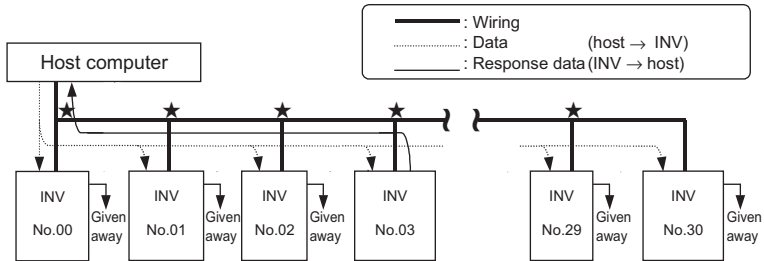 : Wiring
: Data (host → INV)
: Response data (INV → host)
Host computer
INV
No.00
Given
away
INV
No.01
Given
away
INV
No.02
Given
away
INV
No.03
INV
No.29
Given
away
INV
No.30
Given
away